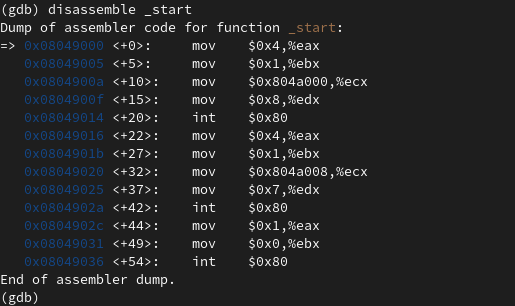 (gdb) disassemble _start
Dump of assembler code for function _start:
=> 0x08049000 <+0>:	mov    $0x4,%eax
   0x08049005 <+5>:	mov    $0x1,%ebx
   0x0804900a <+10>:	mov    $0x804a000,%ecx
   0x0804900f <+15>:	mov    $0x8,%edx
   0x08049014 <+20>:	int    $0x80
   0x08049016 <+22>:	mov    $0x4,%eax
   0x0804901b <+27>:	mov    $0x1,%ebx
   0x08049020 <+32>:	mov    $0x804a008,%ecx
   0x08049025 <+37>:	mov    $0x7,%edx
   0x0804902a <+42>:	int    $0x80
   0x0804902c <+44>:	mov    $0x1,%eax
   0x08049031 <+49>:	mov    $0x0,%ebx
   0x08049036 <+54>:	int    $0x80
End of assembler dump.
(gdb)